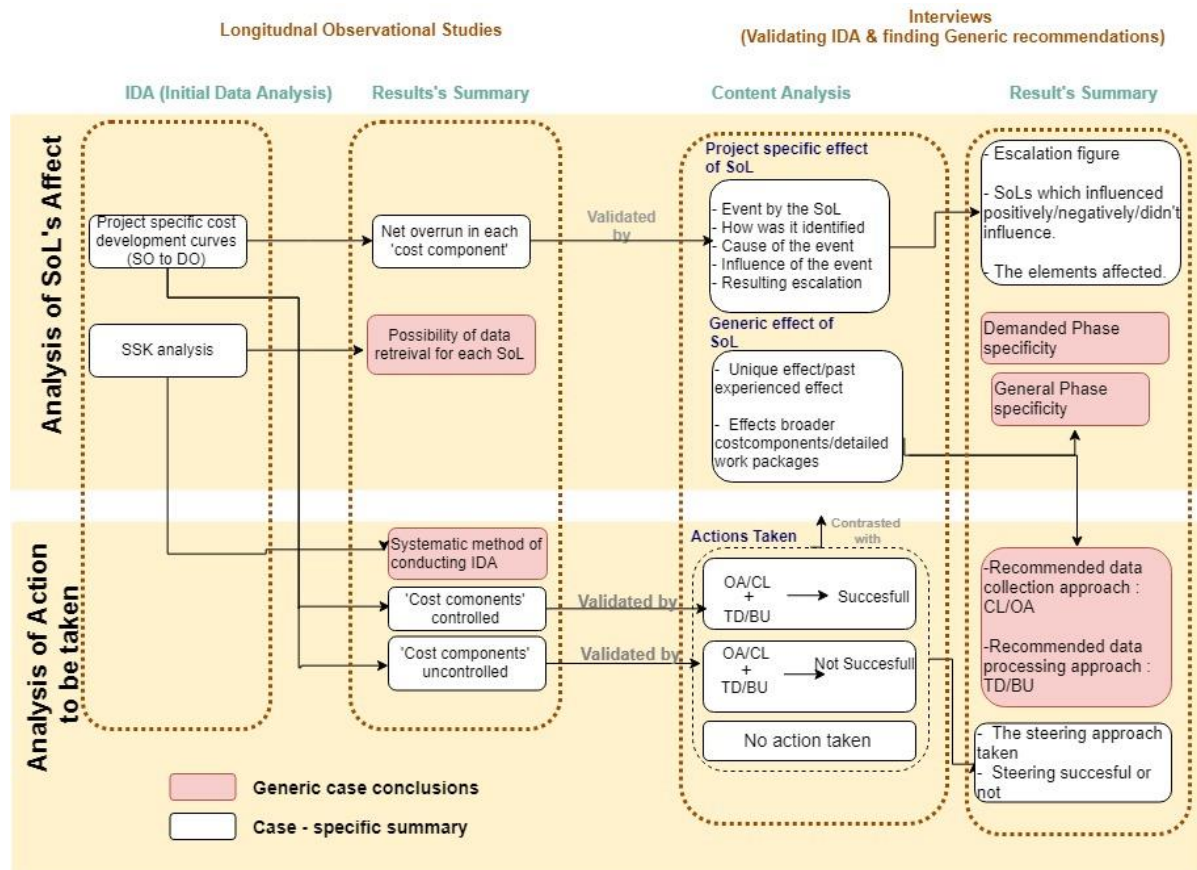 Longitudnal Observational Studies
Interviews
(Validating IDA & finding Generic recommendations)
IDA (Initial Data Analysis)
Results's Summary
Content Analysis
Result's Summary
Analysis of SoL's Affect
Project specific cost
development curves
(SO to DO)
SSK analysis
Net overrun in each
'cost component'
Possibility of data
retreival for each SoL
Validated
by
Project specific effect
of SoL
- Event by the SoL
- How was it identified
- Cause of the event
- Influence of the event
- Resulting escalation
Generic effect of
SoL
- Unique effect/past
experienced effect
- Effects broader
costcomponents/detailed
work packages
- Escalation figure
- SoLs which influenced
positively/negatively/didn't
influence.
- The elements affected.
Demanded Phase
specificity
General Phase
specificity
Analysis of Action
to be taken
Systematic method of
conducting IDA
'Cost comonents'
controlled
'Cost components'
uncontrolled
Validated by
Validated by
Actions Taken
Contrasted
with
OA/CL
+
TD/BU
Succesfull
OA/CL
+
TD/BU
Not Succesfull
No action taken
-Recommended data
collection approach :
CL/OA
-Recommended data
processing approach :
TD/BU
- The steering approach
taken
- Steering succesful or
not
Generic case conclusions
Case - specific summary